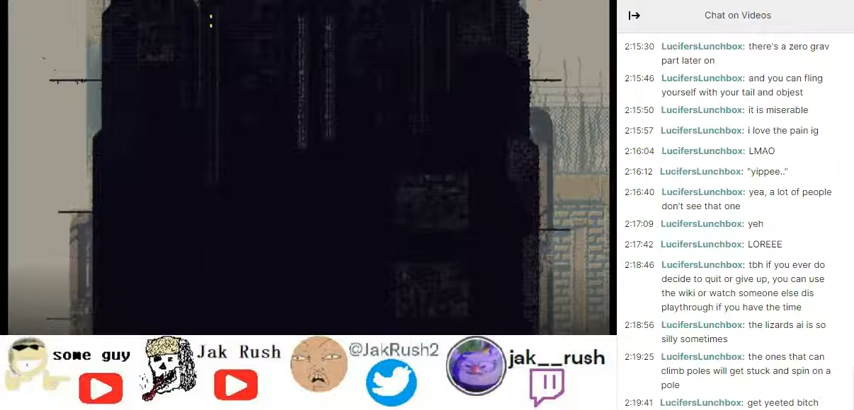 Chat on Videos
2:15:30 LucifersLunchbox: there's a zero grav
part later on
2:15:46 LucifersLunchbox: and you can fling
yourself with your tail and objest
2:15:50 LucifersLunchbox: it is miserable
2:15:57 LucifersLunchbox: i love the pain ig
2:16:04 LucifersLunchbox: LMAO
2:16:12 LucifersLunchbox: "yippee.."
2:16:40 LucifersLunchbox: yea, a lot of people
don't see that one
2:17:09 LucifersLunchbox: yeh
2:17:42 LucifersLunchbox: LOREEE
2:18:46 LucifersLunchbox: tbh if you ever do
decide to quit or give up, you can use
the wiki or watch someone else dis
playthrough if you have the time
2:18:56 LucifersLunchbox: the lizards ai is so
silly sometimes
2:19:25 LucifersLunchbox: the ones that can
climb poles will get stuck and spin on a
pole
2:19:41 LucifersLunchbox: get yeeted bitch
some guy
Jak Rush
@JakRush2
jak__rush